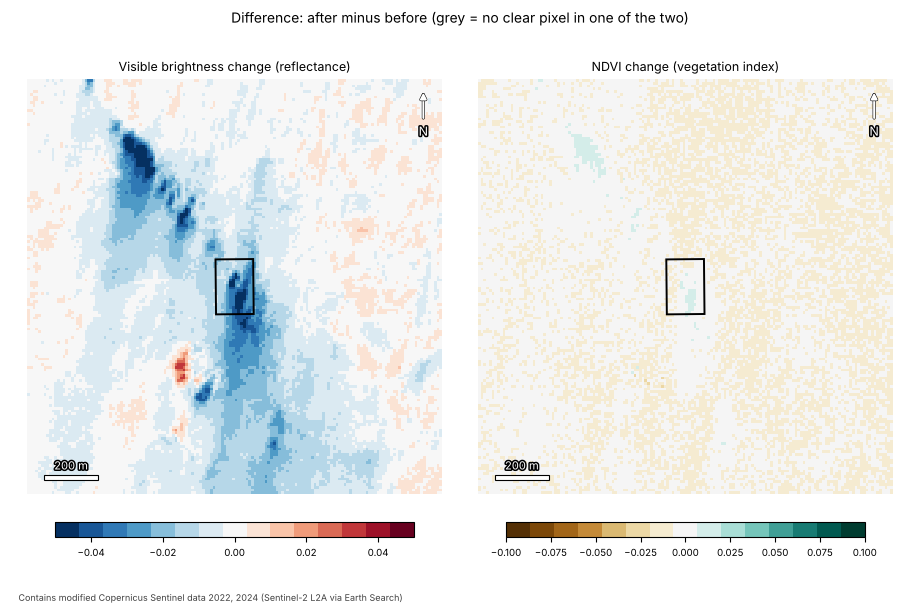 Difference: after minus before (grey = no clear pixel in one of the two)
Visible brightness change (reflectance)
NDVI change (vegetation index)
N
N
200 m
200 m
−0.04 −0.02 0.00 0.02 0.04
−0.100 −0.075 −0.050 −0.025 0.000 0.025 0.050 0.075 0.100
Contains modified Copernicus Sentinel data 2022, 2024 (Sentinel-2 L2A via Earth Search)